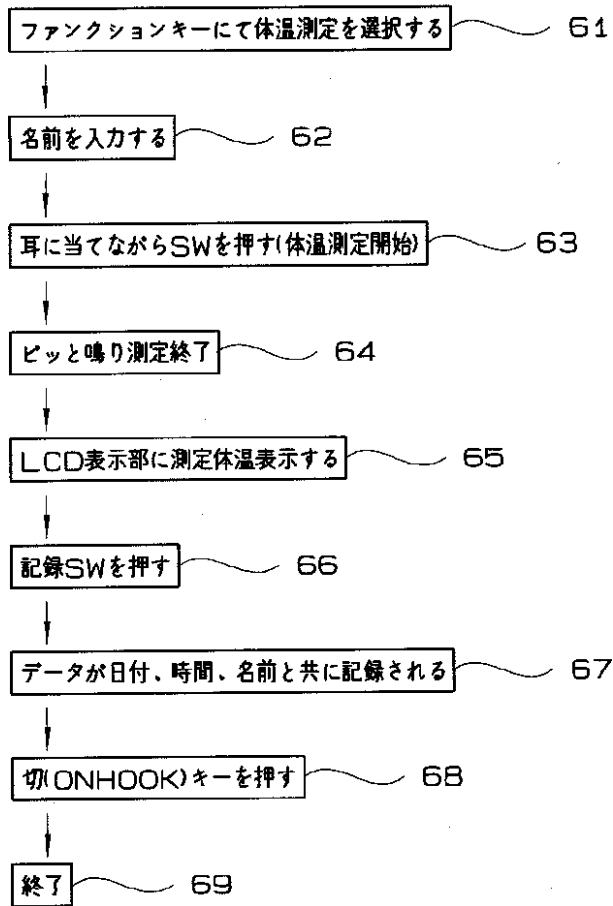 ファンクションキーにて体温測定を選択する 61
名前を入力する 62
耳に当てながらSWを押す(体温測定開始) 63
ピッと鳴り測定終了 64
LCD表示部に測定体温表示する 65
記録SWを押す 66
データが日付、時間、名前と共に記録される 67
切(ONHOOK)キーを押す 68
終了 69